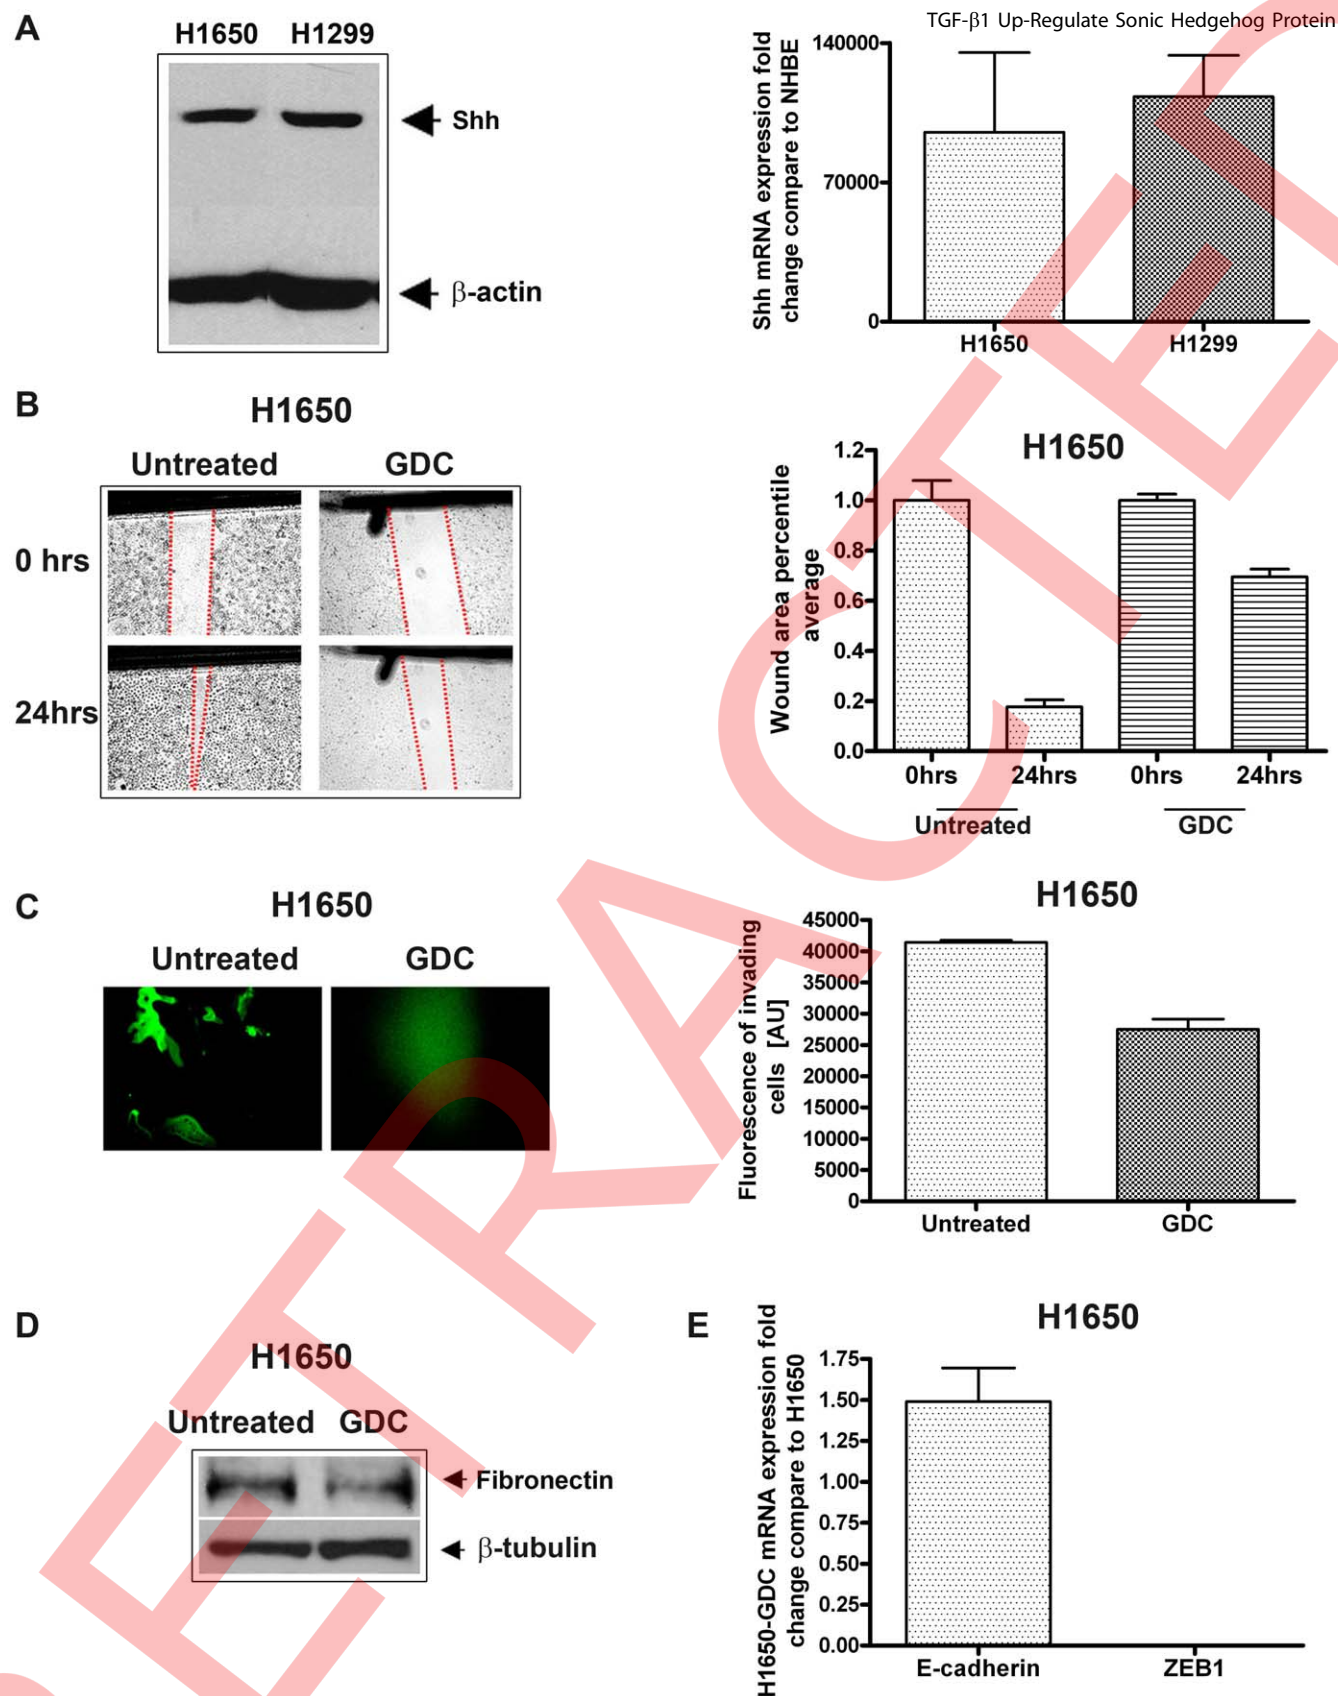 TGF-β1 Up-Regulate Sonic Hedgehog Protein
A
H1650 H1299
Shh
β-actin
Shh mRNA expression fold
change compare to NHBE
140000
70000
0
H1650 H1299
B
H1650
Untreated GDC
0 hrs
24hrs
H1650
Wound area percentile
average
1.2
1.0
0.8
0.6
0.4
0.2
0.0
0hrs 24hrs 0hrs 24hrs
Untreated GDC
C
H1650
Untreated GDC
H1650
Fluorescence of invading
cells [AU]
45000
40000
35000
30000
25000
20000
15000
10000
5000
0
Untreated GDC
D
H1650
Untreated GDC
Fibronectin
β-tubulin
E
H1650
H1650-GDC mRNA expression fold
change compare to H1650
1.75
1.50
1.25
1.00
0.75
0.50
0.25
0.00
E-cadherin ZEB1
RETRACTED